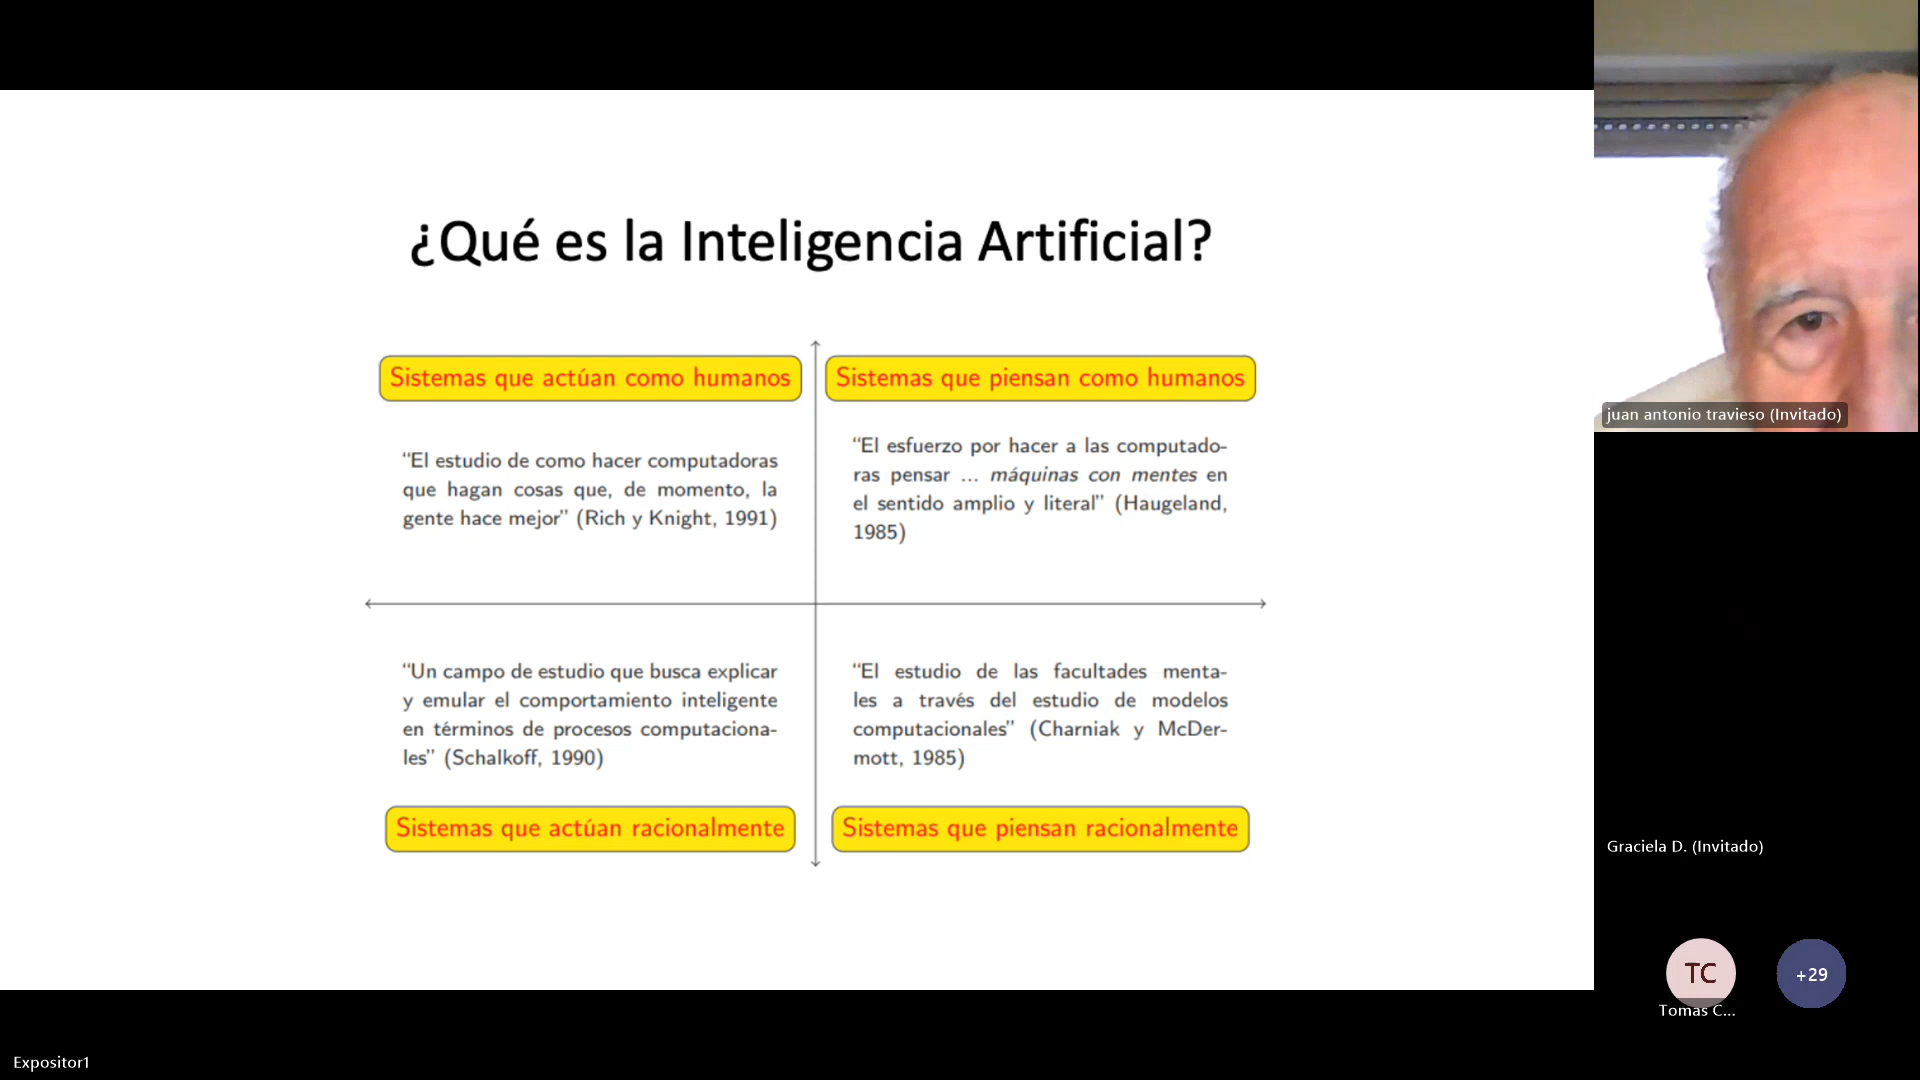 ¿Qué es la Inteligencia Artificial?
Sistemas que actúan como humanos
"El estudio de como hacer computadoras
que hagan cosas que, de momento, la
gente hace mejor" (Rich y Knight, 1991)
Sistemas que piensan como humanos
"El esfuerzo por hacer a las computado-
ras pensar ... máquinas con mentes en
el sentido amplio y literal" (Haugeland,
1985)
"Un campo de estudio que busca explicar
y emular el comportamiento inteligente
en términos de procesos computaciona-
les" (Schalkoff, 1990)
Sistemas que actúan racionalmente
"El estudio de las facultades menta-
les a través del estudio de modelos
computacionales" (Charniak y McDer-
mott, 1985)
Sistemas que piensan racionalmente
juan antonio travieso (Invitado)
Graciela D. (Invitado)
TC
Tomas C...
+29
Expositor1